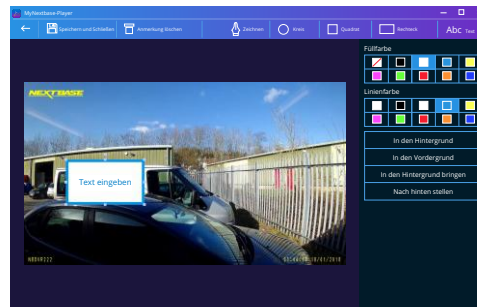 MyNextbase-Player
Speichern und Schließen
Anmerkung löschen
Zeichnen
Kreis
Quadrat
Rechteck
Abc Text
Füllfarbe
NEXTBASE
Linienfarbe
In den Hintergrund
In den Vordergrund
In den Hintergrund bringen
Nach hinten stellen
Text eingeben